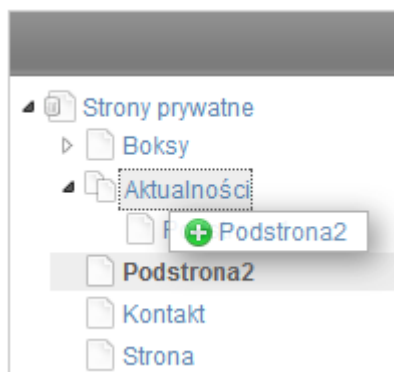 Strony prywatne
Boksy
Aktualności
Podstrona2
Podstrona2
Kontakt
Strona